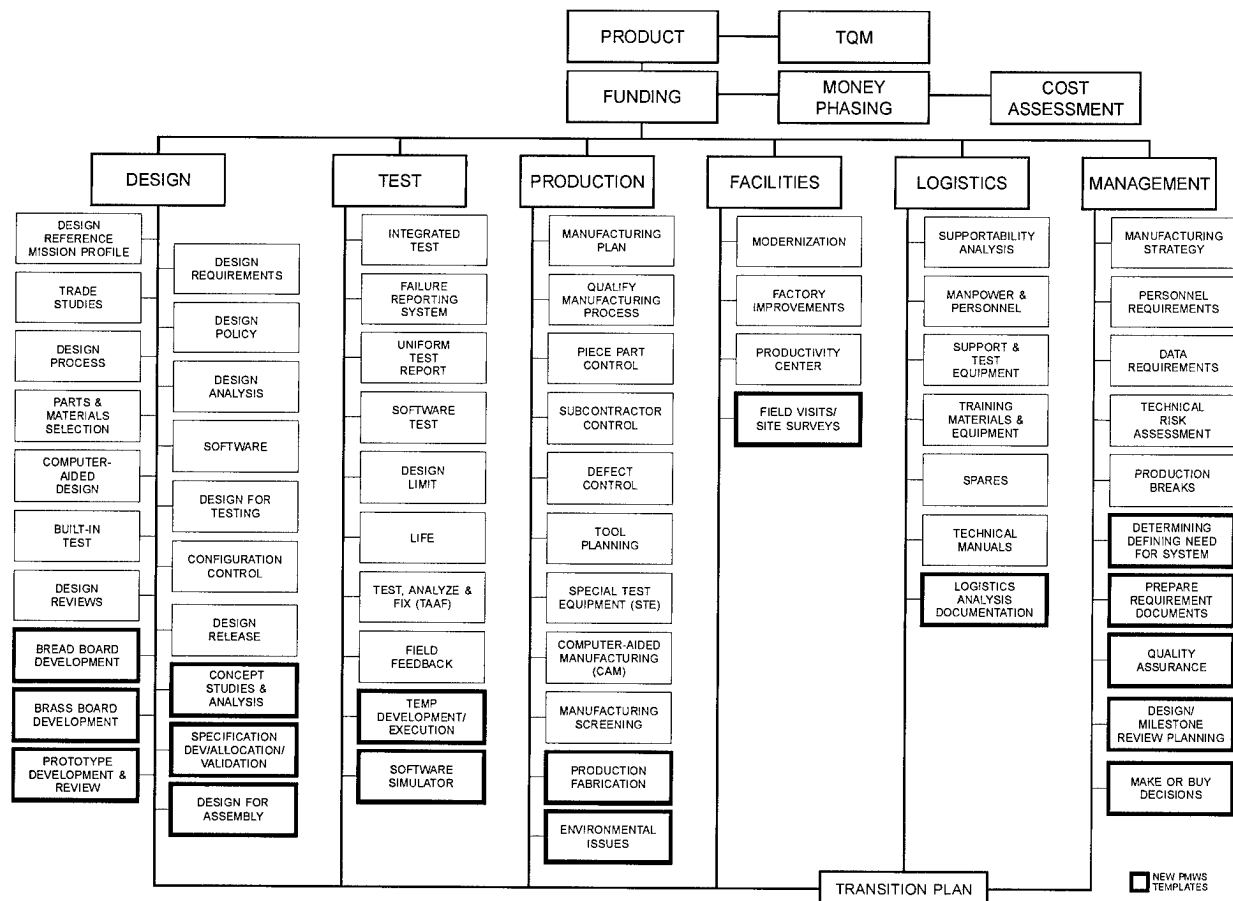 PRODUCT
TQM
FUNDING
MONEY
PHASING
COST
ASSESSMENT
DESIGN
TEST
PRODUCTION
FACILITIES
LOGISTICS
MANAGEMENT
DESIGN
REFERENCE
MISSION PROFILE
TRADE
STUDIES
DESIGN
PROCESS
PARTS &
MATERIALS
SELECTION
COMPUTER-
AIDED
DESIGN
BUILT-IN
TEST
DESIGN
REVIEWS
BREAD BOARD
DEVELOPMENT
BRASS BOARD
DEVELOPMENT
PROTOTYPE
DEVELOPMENT &
REVIEW
DESIGN
REQUIREMENTS
DESIGN
POLICY
DESIGN
ANALYSIS
SOFTWARE
DESIGN FOR
TESTING
CONFIGURATION
CONTROL
DESIGN
RELEASE
CONCEPT
STUDIES &
ANALYSIS
SPECIFICATION
DEV/ALLOCATION/
VALIDATION
DESIGN FOR
ASSEMBLY
INTEGRATED
TEST
FAILURE
REPORTING
SYSTEM
UNIFORM
TEST
REPORT
SOFTWARE
TEST
DESIGN
LIMIT
LIFE
TEST, ANALYZE &
FIX (TAAF)
FIELD
FEEDBACK
TEMP
DEVELOPMENT/
EXECUTION
SOFTWARE
SIMULATOR
MANUFACTURING
PLAN
QUALIFY
MANUFACTURING
PROCESS
PIECE PART
CONTROL
SUBCONTRACTOR
CONTROL
DEFECT
CONTROL
TOOL
PLANNING
SPECIAL TEST
EQUIPMENT (STE)
COMPUTER-AIDED
MANUFACTURING
(CAM)
MANUFACTURING
SCREENING
PRODUCTION
FABRICATION
ENVIRONMENTAL
ISSUES
MODERNIZATION
FACTORY
IMPROVEMENTS
PRODUCTIVITY
CENTER
FIELD VISITS/
SITE SURVEYS
SUPPORTABILITY
ANALYSIS
MANPOWER &
PERSONNEL
SUPPORT &
TEST
EQUIPMENT
TRAINING
MATERIALS &
EQUIPMENT
SPARES
TECHNICAL
MANUALS
LOGISTICS
ANALYSIS
DOCUMENTATION
MANUFACTURING
STRATEGY
PERSONNEL
REQUIREMENTS
DATA
REQUIREMENTS
TECHNICAL
RISK
ASSESSMENT
PRODUCTION
BREAKS
DETERMINING
DEFINING NEED
FOR SYSTEM
PREPARE
REQUIREMENT
DOCUMENTS
QUALITY
ASSURANCE
DESIGN/
MILESTONE
REVIEW PLANNING
MAKE OR BUY
DECISIONS
TRANSITION PLAN
NEW PMWS
TEMPLATES